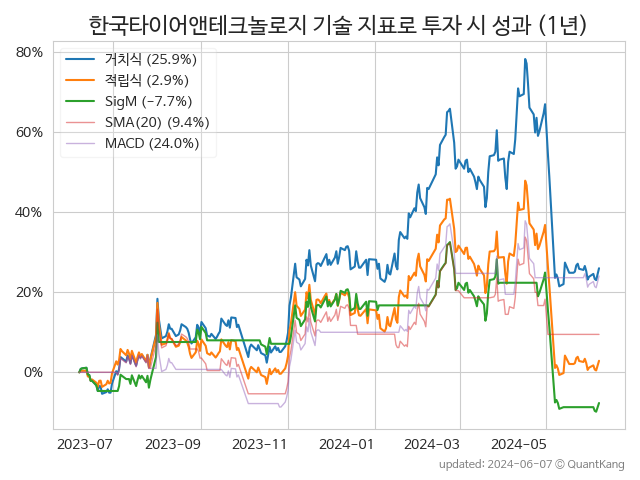 한국타이어앤테크놀로지 기술 지표로 투자 시 성과 (1년)
80%
60%
40%
20%
0%
거치식 (25.9%)
적립식 (2.9%)
SigM (-7.7%)
SMA(20) (9.4%)
MACD (24.0%)
2023-07 2023-09 2023-11 2024-01 2024-03 2024-05
updated: 2024-06-07 ⓒ QuantKang